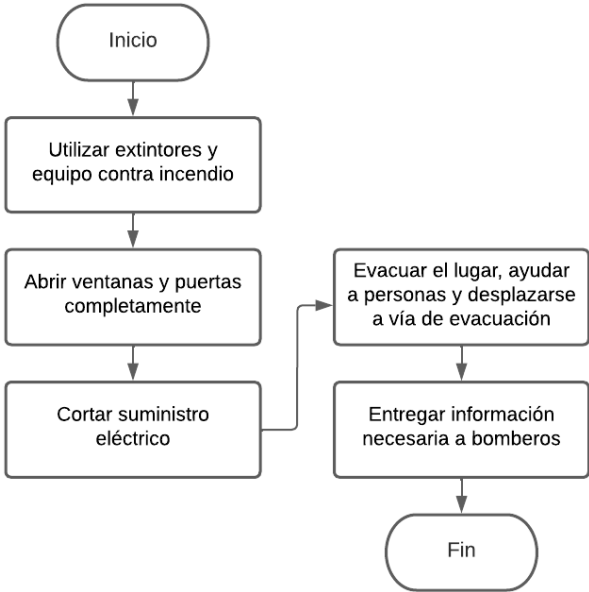 Inicio
Utilizar extintores y
equipo contra incendio
Abrir ventanas y puertas
completamente
Cortar suministro
eléctrico
Evacuar el lugar, ayudar
a personas y desplazarse
a vía de evacuación
Entregar información
necesaria a bomberos
Fin